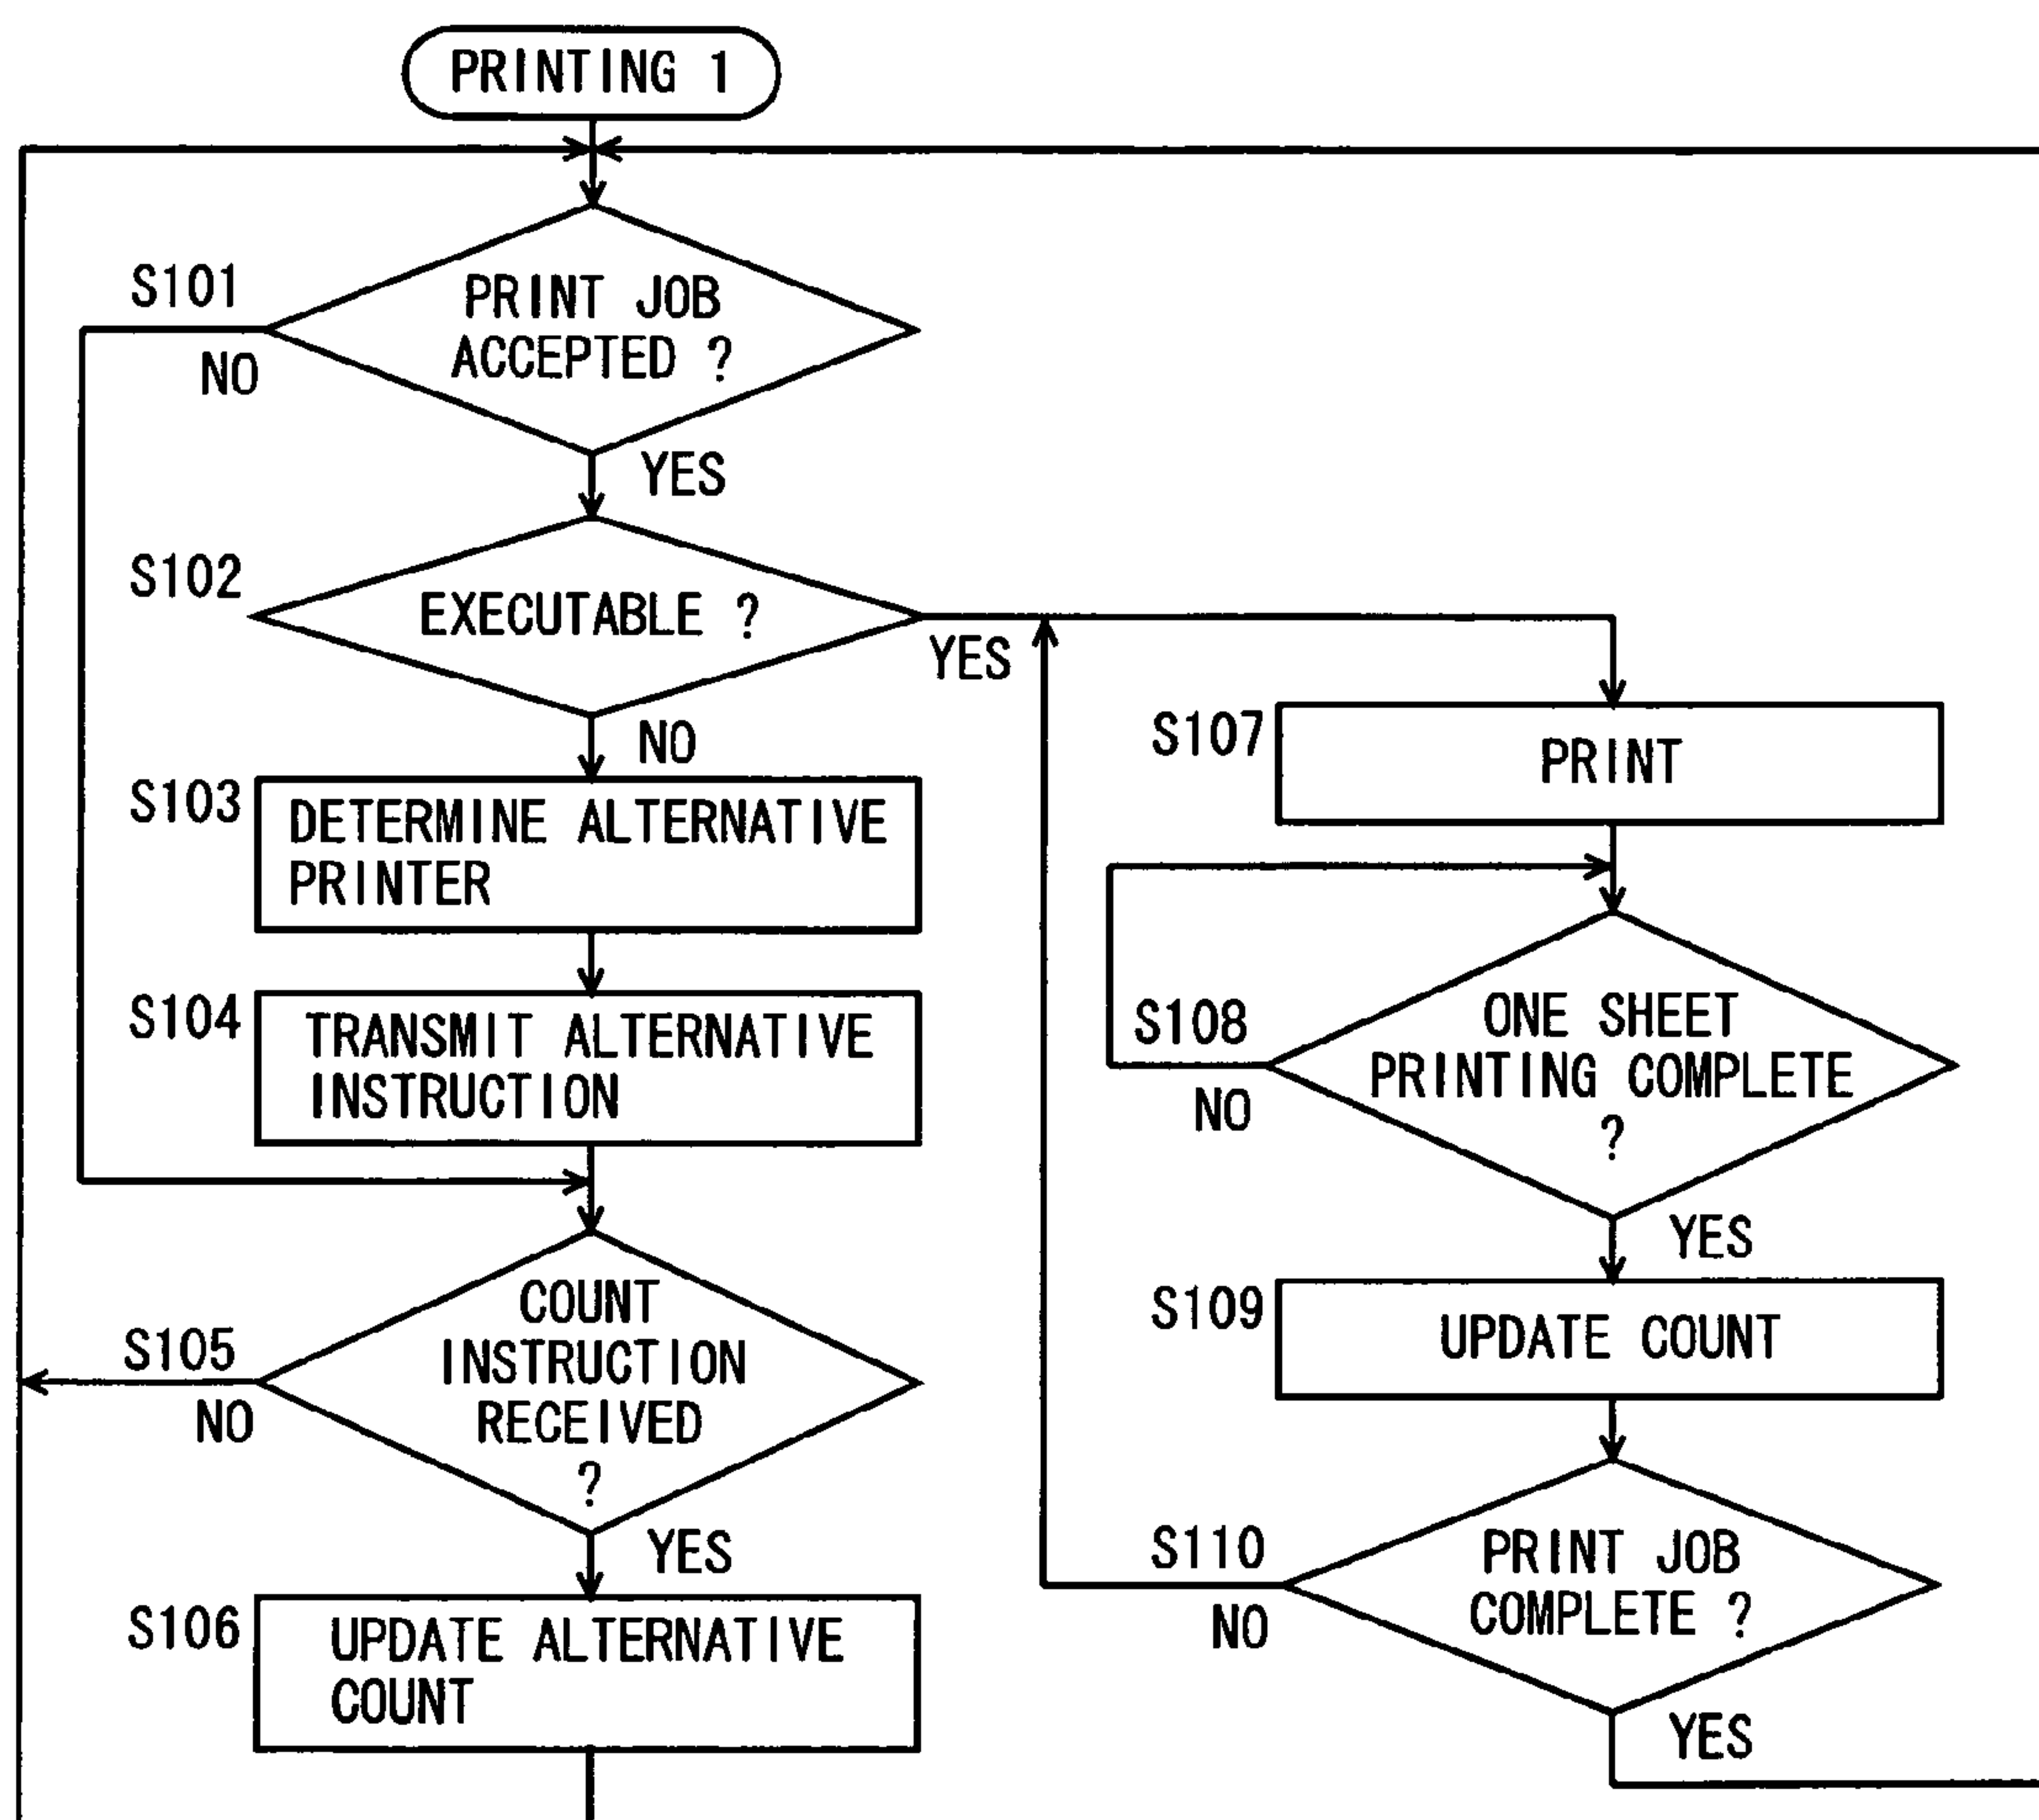 PRINTING 1
S101
PRINT JOB
ACCEPTED ?
NO
YES
S102
EXECUTABLE ?
YES
NO
S103
DETERMINE ALTERNATIVE
PRINTER
S104
TRANSMIT ALTERNATIVE
INSTRUCTION
S105
COUNT
INSTRUCTION
RECEIVED
?
NO
YES
S106
UPDATE ALTERNATIVE
COUNT
S107
PRINT
S108
ONE SHEET
PRINTING COMPLETE
?
NO
YES
S109
UPDATE COUNT
S110
PRINT JOB
COMPLETE ?
NO
YES